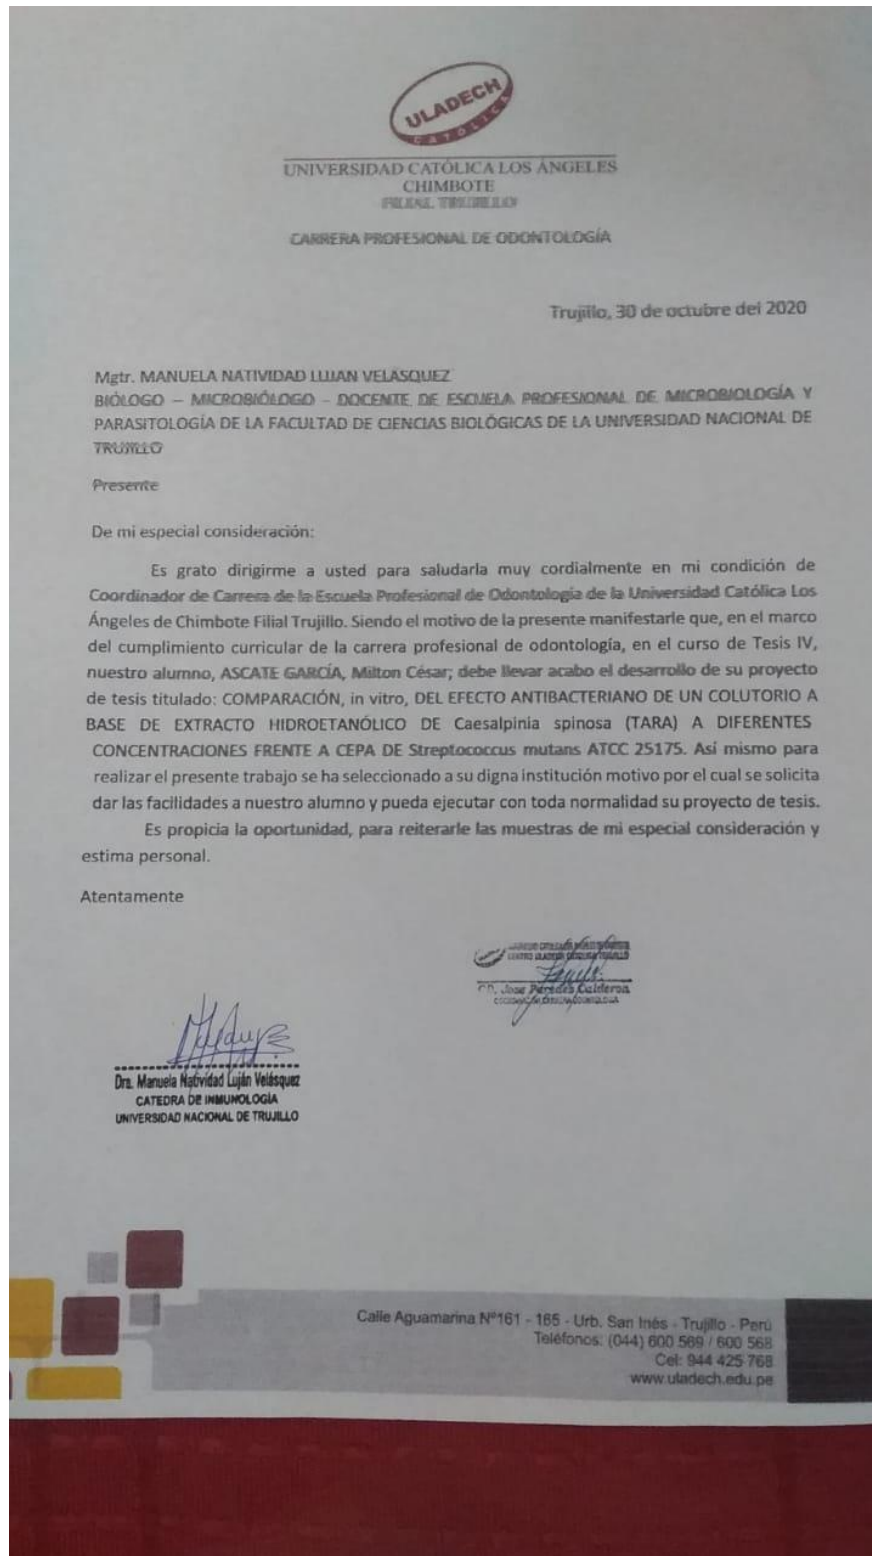 ULADECH
CATÓLICA
UNIVERSIDAD CATÓLICA LOS ÁNGELES
CHIMBOTE
FILIAL TRUJILLO
CARRERA PROFESIONAL DE ODONTOLOGÍA
Trujillo, 30 de octubre del 2020
Mgtr. MANUELA NATIVIDAD LUJAN VELÁSQUEZ
BIÓLOGO – MICROBIÓLOGO – DOCENTE DE ESCUELA PROFESIONAL DE MICROBIOLOGÍA Y
PARASITOLOGÍA DE LA FACULTAD DE CIENCIAS BIOLÓGICAS DE LA UNIVERSIDAD NACIONAL DE
TRUJILLO
Presente
De mi especial consideración:
Es grato dirigirme a usted para saludarla muy cordialmente en mi condición de
Coordinador de Carrera de la Escuela Profesional de Odontología de la Universidad Católica Los
Ángeles de Chimbote Filial Trujillo. Siendo el motivo de la presente manifestarle que, en el marco
del cumplimiento curricular de la carrera profesional de odontología, en el curso de Tesis IV,
nuestro alumno, ASCATE GARCÍA, Milton César; debe llevar acabo el desarrollo de su proyecto
de tesis titulado: COMPARACIÓN, in vitro, DEL EFECTO ANTIBACTERIANO DE UN COLUTORIO A
BASE DE EXTRACTO HIDROETANÓLICO DE Caesalpinia spinosa (TARA) A DIFERENTES
CONCENTRACIONES FRENTE A CEPA DE Streptococcus mutans ATCC 25175. Así mismo para
realizar el presente trabajo se ha seleccionado a su digna institución motivo por el cual se solicita
dar las facilidades a nuestro alumno y pueda ejecutar con toda normalidad su proyecto de tesis.
Es propicia la oportunidad, para reiterarle las muestras de mi especial consideración y
estima personal.
Atentamente
CD. Jose Paredes Calderon
Dra. Manuela Natividad Luján Velásquez
CATEDRA DE INMUNOLOGÍA
UNIVERSIDAD NACIONAL DE TRUJILLO
Calle Aguamarina Nº161 - 165 - Urb. San Inés - Trujillo - Perú
Teléfonos: (044) 600 569 / 600 568
Cel: 944 425 768
www.uladech.edu.pe